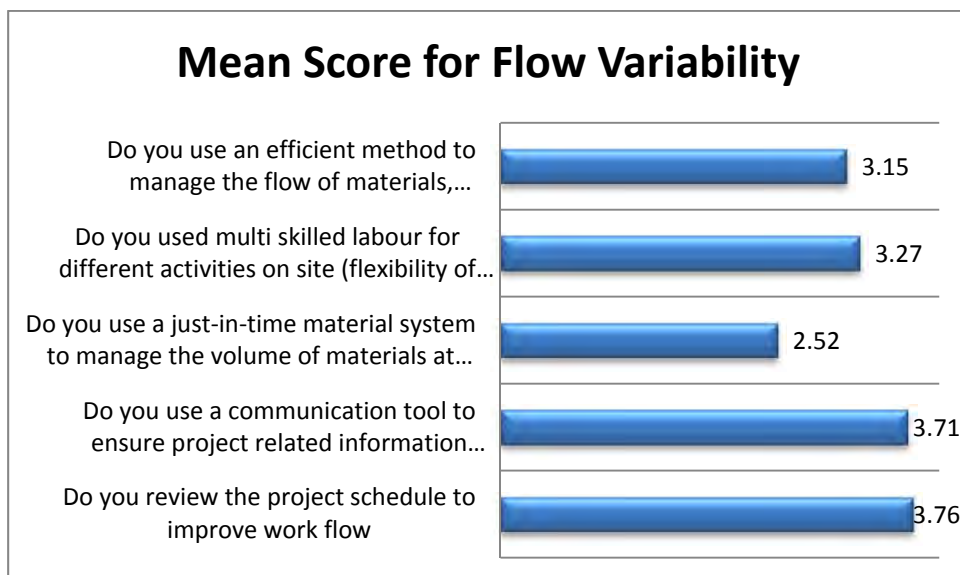 Mean Score for Flow Variability
Do you use an efficient method to
manage the flow of materials,...
3.15
Do you used multi skilled labour for
different activities on site (flexibility of...
3.27
Do you use a just-in-time material system
to manage the volume of materials at...
2.52
Do you use a communication tool to
ensure project related information...
3.71
Do you review the project schedule to
improve work flow
3.76